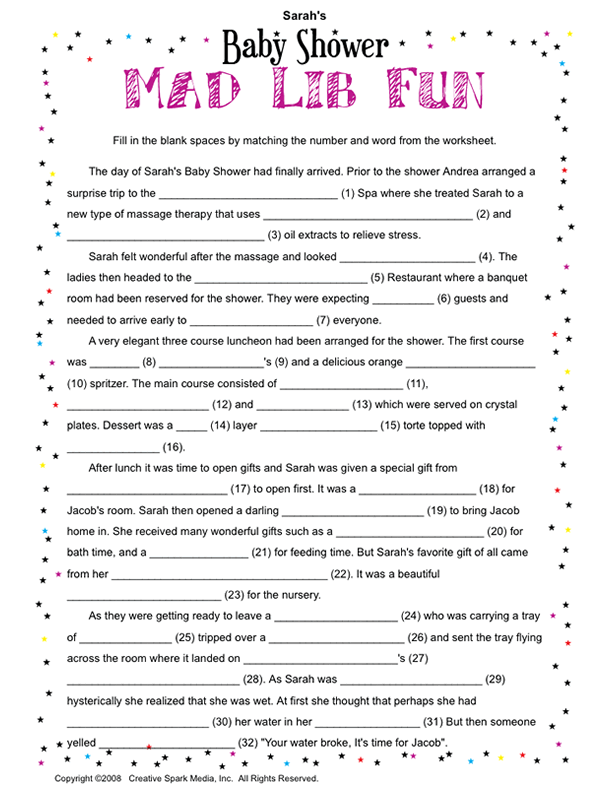 Sarah's
Baby Shower
MAD LIB FUN
Fill in the blank spaces by matching the number and word from the worksheet.
The day of Sarah's Baby Shower had finally arrived. Prior to the shower Andrea arranged a
surprise trip to the ______________________________ (1) Spa where she treated Sarah to a
new type of massage therapy that uses ___________________________________ (2) and
_________________________________ (3) oil extracts to relieve stress.
Sarah felt wonderful after the massage and looked _______________________ (4). The
ladies then headed to the _____________________________ (5) Restaurant where a banquet
room had been reserved for the shower. They were expecting __________ (6) guests and
needed to arrive early to ____________________ (7) everyone.
A very elegant three course luncheon had been arranged for the shower. The first course
was ________ (8) _________________'s (9) and a delicious orange _____________________
(10) spritzer. The main course consisted of ____________________ (11),
_______________________ (12) and _______________ (13) which were served on crystal
plates. Dessert was a _____ (14) layer ___________________ (15) torte topped with
_______________ (16).
After lunch it was time to open gifts and Sarah was given a special gift from
__________________________ (17) to open first. It was a ___________________ (18) for
Jacob's room. Sarah then opened a darling _______________________ (19) to bring Jacob
home in. She received many wonderful gifts such as a ________________________ (20) for
bath time, and a ________________ (21) for feeding time. But Sarah's favorite gift of all came
from her ___________________________________ (22). It was a beautiful
_________________________ (23) for the nursery.
As they were getting ready to leave a ____________________ (24) who was carrying a tray
of _______________ (25) tripped over a ______________________ (26) and sent the tray flying
across the room where it landed on _________________________'s (27)
____________________________ (28). As Sarah was _______________________ (29)
hysterically she realized that she was wet. At first she thought that perhaps she had
_______________________ (30) her water in her _________________ (31) But then someone
yelled ______________________ (32) "Your water broke, It's time for Jacob".
Copyright ©2008 Creative Spark Media, Inc. All Rights Reserved.